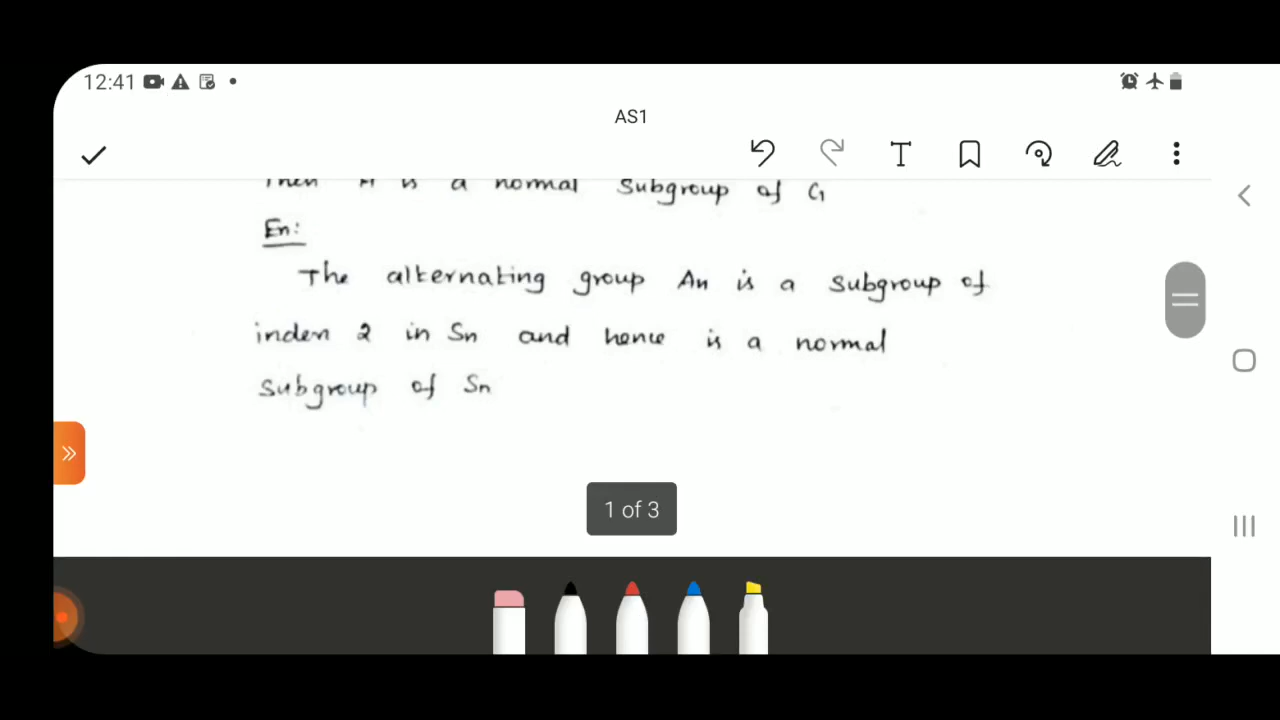 12:41
AS1
Then H is a normal Subgroup of G
En:
The alternating group An is a subgroup of
inden 2 in Sn and hence is a normal
Subgroup of Sn
1 of 3